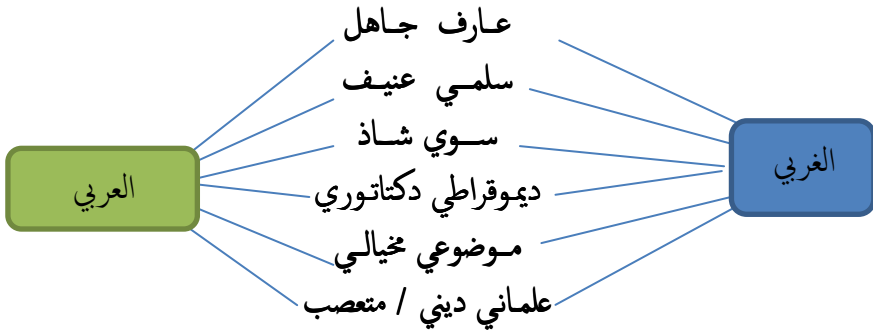 عارف جاهل
سلمي عنيف
سوي شاذ
ديموقراطي دكتاتوري
موضوعي مخيالي
علماني ديني / متعصب
الغربي
العربي